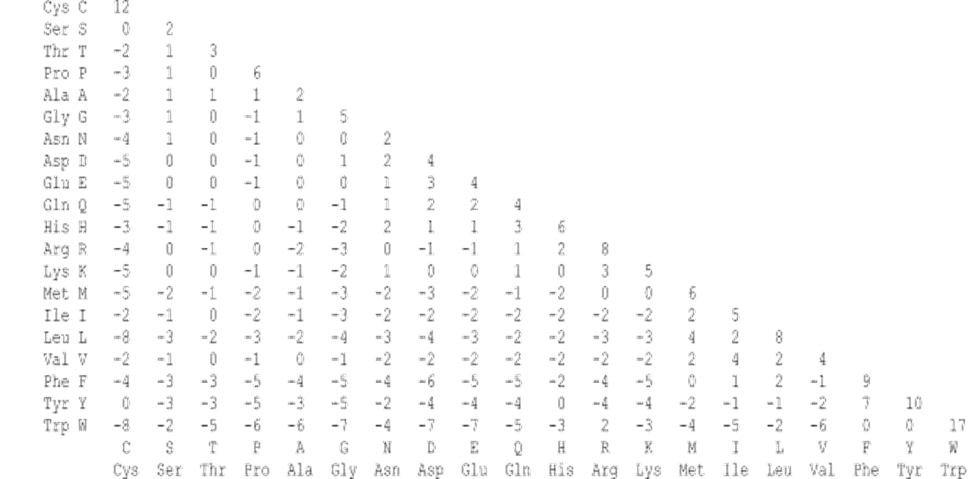 Cys C 12
Ser S 0 2
Thr T -2 1 3
Pro P -3 1 0 6
Ala A -2 1 1 1 2
Gly G -3 1 0 -1 1 5
Asn N -4 1 0 -1 0 0 2
Asp D -5 0 0 -1 0 1 2 4
Glu E -5 0 0 -1 0 0 1 3 4
Gln Q -5 -1 -1 0 0 -1 1 2 2 4
His H -3 -1 -1 0 -1 -2 2 1 1 3 6
Arg R -4 0 -1 0 -2 -3 0 -1 -1 1 2 8
Lys K -5 0 0 -1 -1 -2 1 0 0 1 0 3 5
Met M -5 -2 -1 -2 -1 -3 -2 -3 -2 -1 -2 0 0 6
Ile I -2 -1 0 -2 -1 -3 -2 -2 -2 -2 -2 -2 -2 2 5
Leu L -8 -3 -2 -3 -2 -4 -3 -4 -3 -2 -2 -3 -3 4 2 8
Val V -2 -1 0 -1 0 -1 -2 -2 -2 -2 -2 -2 -2 2 4 2 4
Phe F -4 -3 -3 -5 -4 -5 -4 -6 -5 -5 -2 -4 -5 0 1 2 -1 9
Tyr Y 0 -3 -3 -5 -3 -5 -2 -4 -4 -4 0 -4 -4 -2 -1 -1 -2 7 10
Trp W -8 -2 -5 -6 -6 -7 -4 -7 -7 -5 -3 2 -3 -4 -5 -2 -6 0 0 17
C S T P A G N D E Q H R K M I L V F Y W
Cys Ser Thr Pro Ala Gly Asn Asp Glu Gln His Arg Lys Met Ile Leu Val Phe Tyr Trp